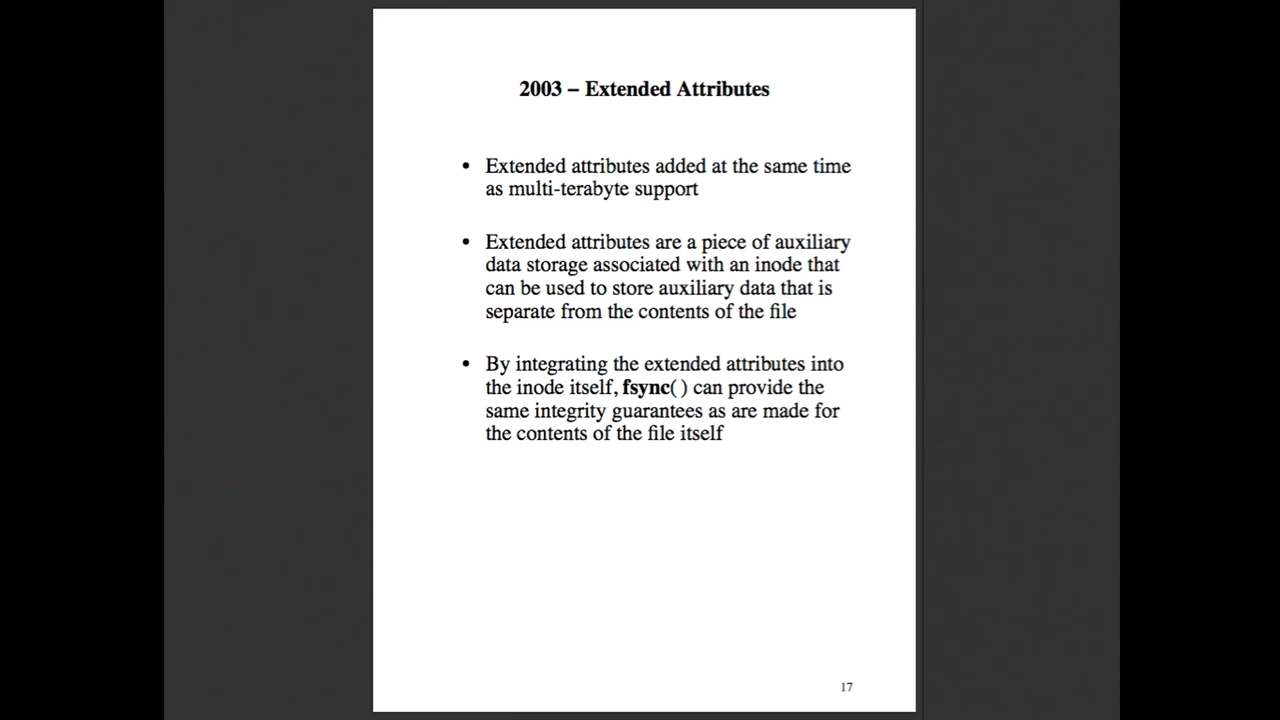 2003 – Extended Attributes
• Extended attributes added at the same time
as multi-terabyte support
• Extended attributes are a piece of auxiliary
data storage associated with an inode that
can be used to store auxiliary data that is
separate from the contents of the file
• By integrating the extended attributes into
the inode itself, fsync( ) can provide the
same integrity guarantees as are made for
the contents of the file itself
17